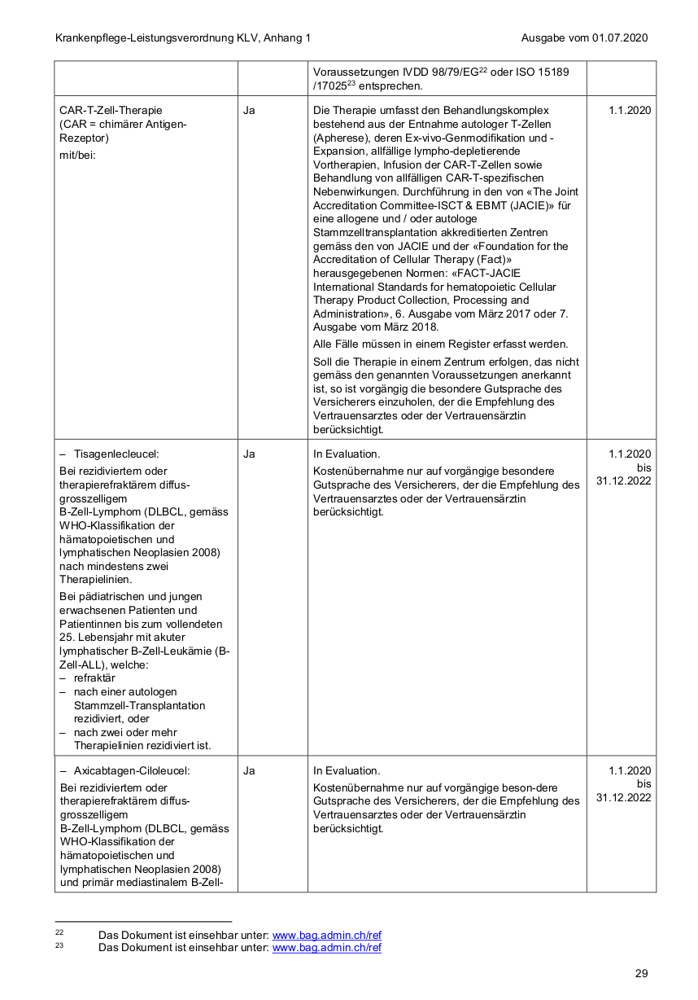 Krankenpflege-Leistungsverordnung KLV, Anhang 1
Ausgabe vom 01.07.2020
Voraussetzungen IVDD 98/79/EG22 oder ISO 15189
/1702523 entsprechen.
CAR-T-Zell-Therapie
(CAR = chimärer Antigen-
Rezeptor)
mit/bei:
Ja
Die Therapie umfasst den Behandlungskomplex
bestehend aus der Entnahme autologer T-Zellen
(Apherese), deren Ex-vivo-Genmodifikation und -
Expansion, allfällige lympho-depletierende
Vortherapien, Infusion der CAR-T-Zellen sowie
Behandlung von allfälligen CAR-T-spezifischen
Nebenwirkungen. Durchführung in den von «The Joint
Accreditation Committee-ISCT & EBMT (JACIE)» für
eine allogene und / oder autologe
Stammzelltransplantation akkreditierten Zentren
gemäss den von JACIE und der «Foundation for the
Accreditation of Cellular Therapy (Fact)»
herausgegebenen Normen: «FACT-JACIE
International Standards for hematopoietic Cellular
Therapy Product Collection, Processing and
Administration», 6. Ausgabe vom März 2017 oder 7.
Ausgabe vom März 2018.
Alle Fälle müssen in einem Register erfasst werden.
Soll die Therapie in einem Zentrum erfolgen, das nicht
gemäss den genannten Voraussetzungen anerkannt
ist, so ist vorgängig die besondere Gutsprache des
Versicherers einzuholen, der die Empfehlung des
Vertrauensarztes oder der Vertrauensärztin
berücksichtigt.
1.1.2020
– Tisagenlecleucel:
Bei rezidiviertem oder
therapierefraktärem diffus-
grosszelligem
B-Zell-Lymphom (DLBCL, gemäss
WHO-Klassifikation der
hämatopoietischen und
lymphatischen Neoplasien 2008)
nach mindestens zwei
Therapielinien.
Bei pädiatrischen und jungen
erwachsenen Patienten und
Patientinnen bis zum vollendeten
25. Lebensjahr mit akuter
lymphatischer B-Zell-Leukämie (B-
Zell-ALL), welche:
– refraktär
– nach einer autologen
Stammzell-Transplantation
rezidiviert, oder
– nach zwei oder mehr
Therapielinien rezidiviert ist.
Ja
In Evaluation.
Kostenübernahme nur auf vorgängige besondere
Gutsprache des Versicherers, der die Empfehlung des
Vertrauensarztes oder der Vertrauensärztin
berücksichtigt.
1.1.2020
bis
31.12.2022
– Axicabtagen-Ciloleucel:
Bei rezidiviertem oder
therapierefraktärem diffus-
grosszelligem
B-Zell-Lymphom (DLBCL, gemäss
WHO-Klassifikation der
hämatopoietischen und
lymphatischen Neoplasien 2008)
und primär mediastinalem B-Zell-
Ja
In Evaluation.
Kostenübernahme nur auf vorgängige beson-dere
Gutsprache des Versicherers, der die Empfehlung des
Vertrauensarztes oder der Vertrauensärztin
berücksichtigt.
1.1.2020
bis
31.12.2022
22 Das Dokument ist einsehbar unter: www.bag.admin.ch/ref
23 Das Dokument ist einsehbar unter: www.bag.admin.ch/ref
29